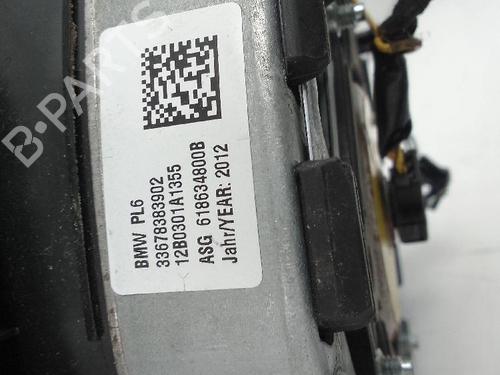 BMW PL6
33678383902
12B0301A1355
ASG 618634800B
Jahr/YEAR: 2012
B-PARTS